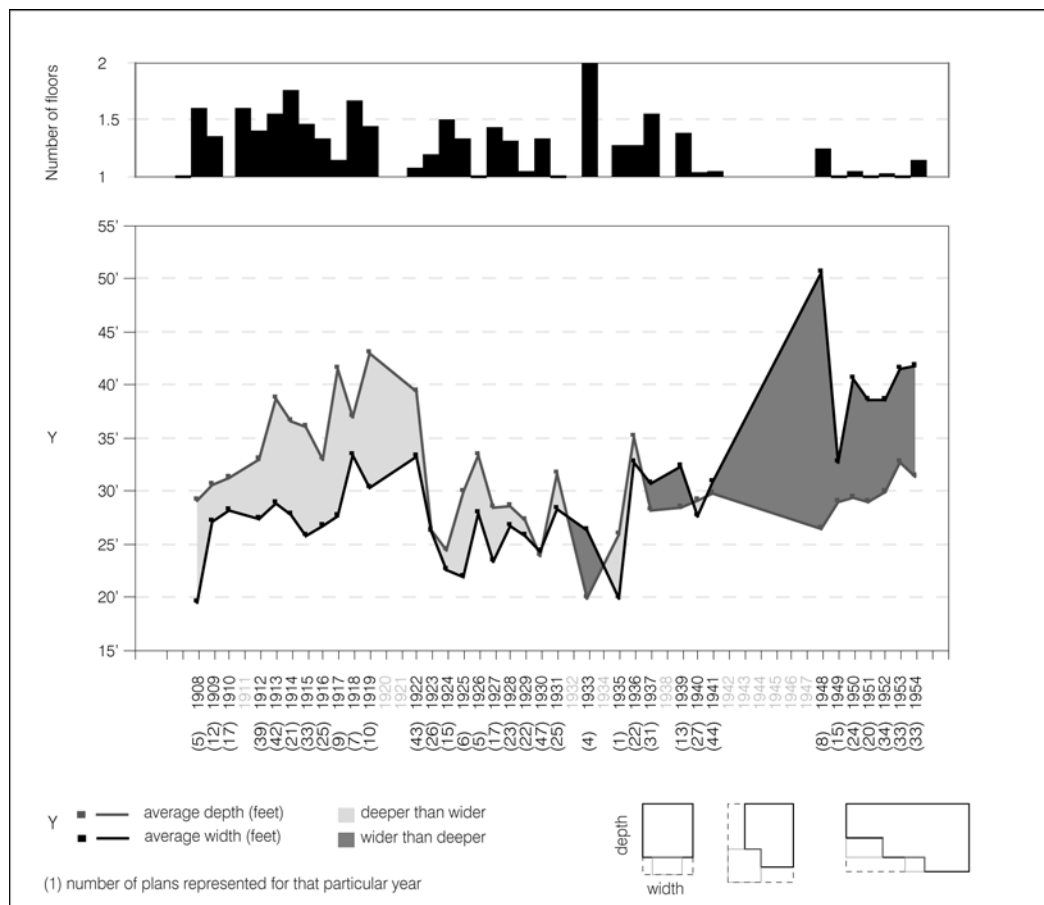 Number of floors
2
1.5
1
55'
50'
45'
40'
35'
30'
25'
20'
15'
Y
1908 1909 1910 1911 1912 1913 1914 1915 1916 1917 1918 1919 1920 1921 1922 1923 1924 1925 1926 1927 1928 1929 1930 1931 1932 1933 1934 1935 1936 1937 1938 1939 1940 1941 1942 1943 1944 1945 1946 1947 1948 1949 1950 1951 1952 1953 1954
(5) (12) (17) (39) (42) (21) (33) (25) (9) (7) (10) (43) (26) (15) (6) (5) (17) (23) (22) (47) (25) (4) (1) (22) (31) (13) (27) (44) (8) (15) (24) (20) (34) (33) (33)
Y
average depth (feet)
average width (feet)
deeper than wider
wider than deeper
depth
width
(1) number of plans represented for that particular year